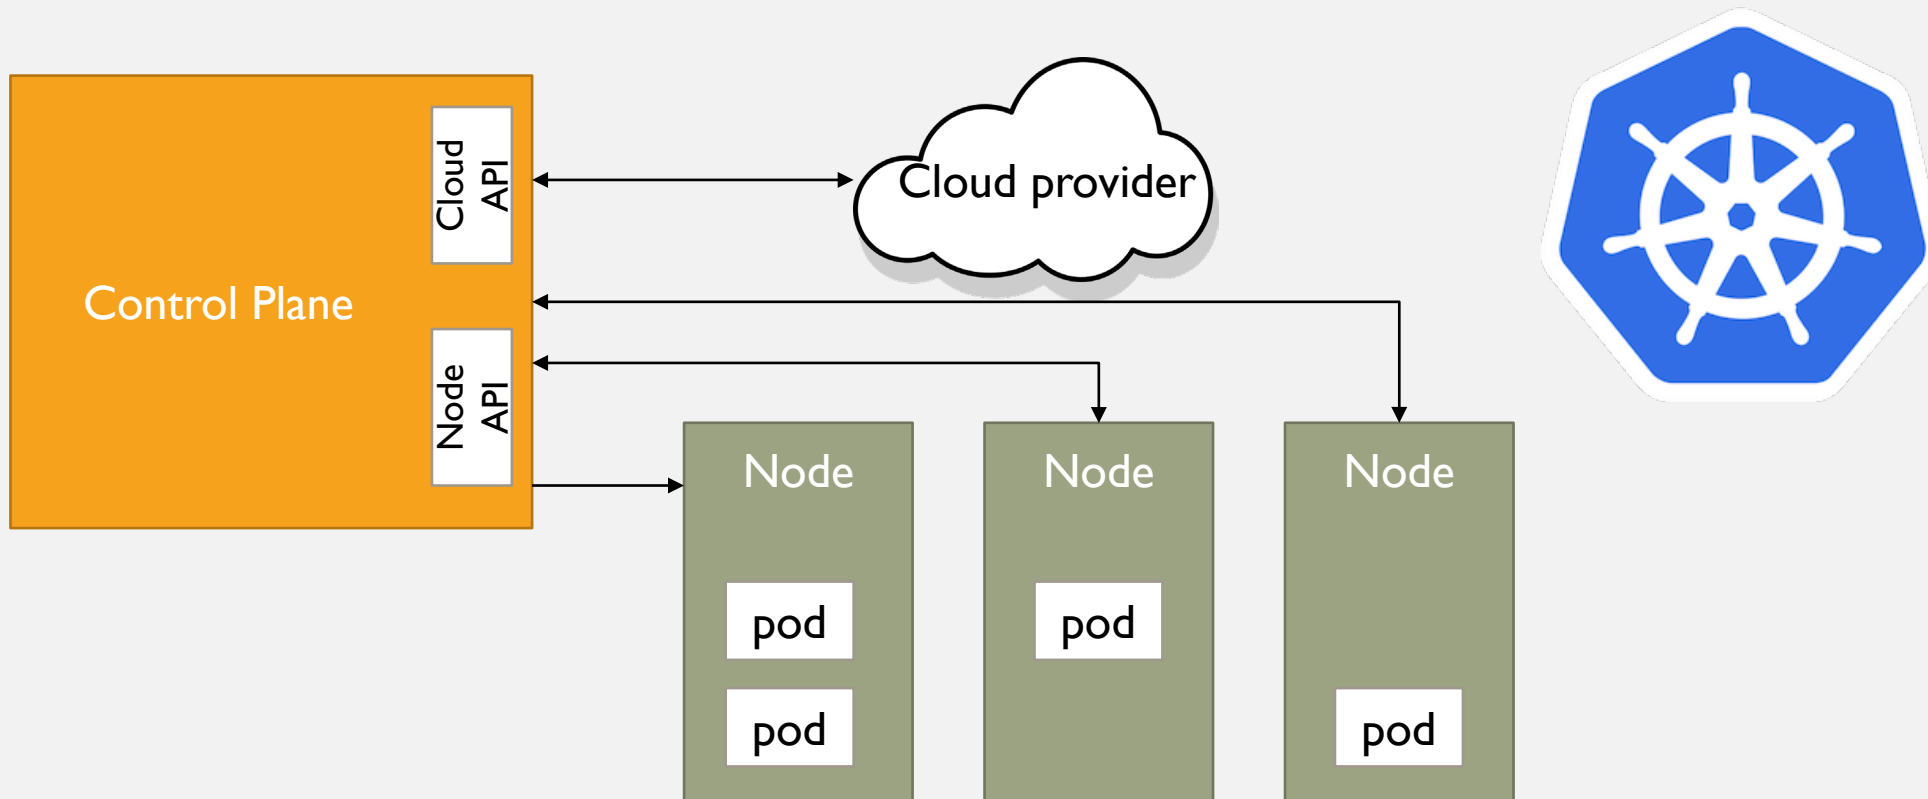 Cloud
API
Cloud provider
Control Plane
Node
API
Node
Node
Node
pod
pod
pod
pod